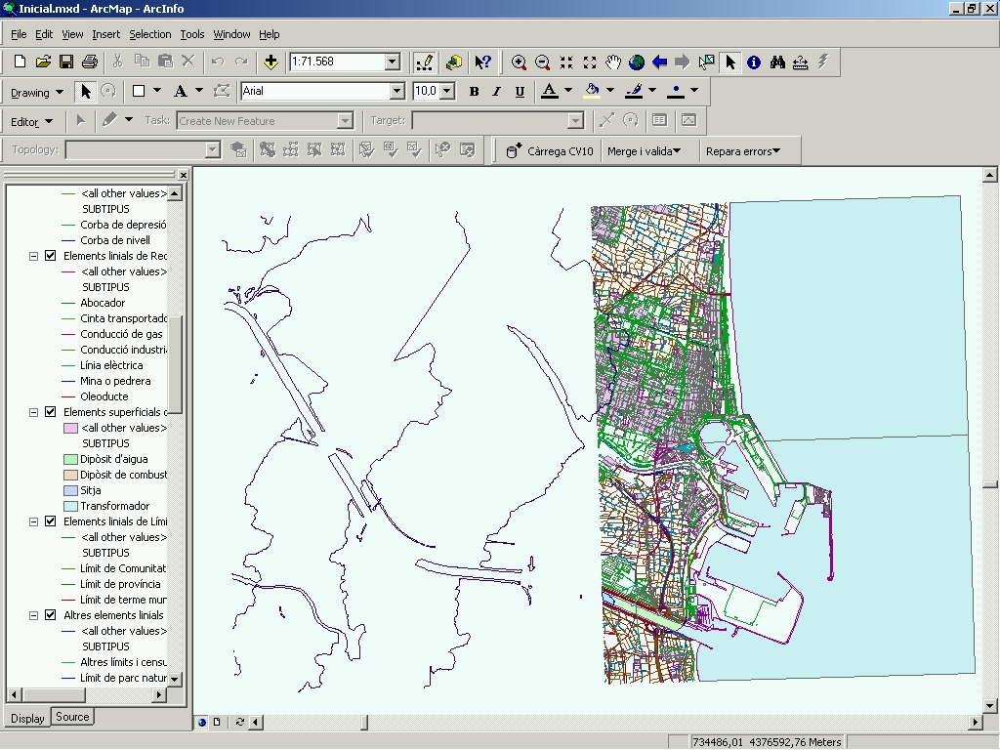 Inicial.mxd - ArcMap - ArcInfo
File Edit View Insert Selection Tools Window Help
1:71.568
Drawing A Arial 10,0 B I U A
Editor Task: Create New Feature Target:
Topology: Càrrega CV10 Merge i valida Repara errors
<all other values>
SUBTIPUS
Corba de depresió
Corba de nivell
Elements linials de Rec
<all other values>
SUBTIPUS
Abocador
Cinta transportado
Conducció de gas
Conducció industri
Línia elèctrica
Mina o pedrera
Oleoducte
Elements superficials d
<all other values>
SUBTIPUS
Dipòsit d'aigua
Dipòsit de combust
Sitja
Transformador
Elements linials de Lími
<all other values>
SUBTIPUS
Límit de Comunitat
Límit de província
Límit de terme mur
Altres elements linials
<all other values>
SUBTIPUS
Altres límits i censu
Límit de parc natur
Display Source
734486,01 4376592,76 Meters